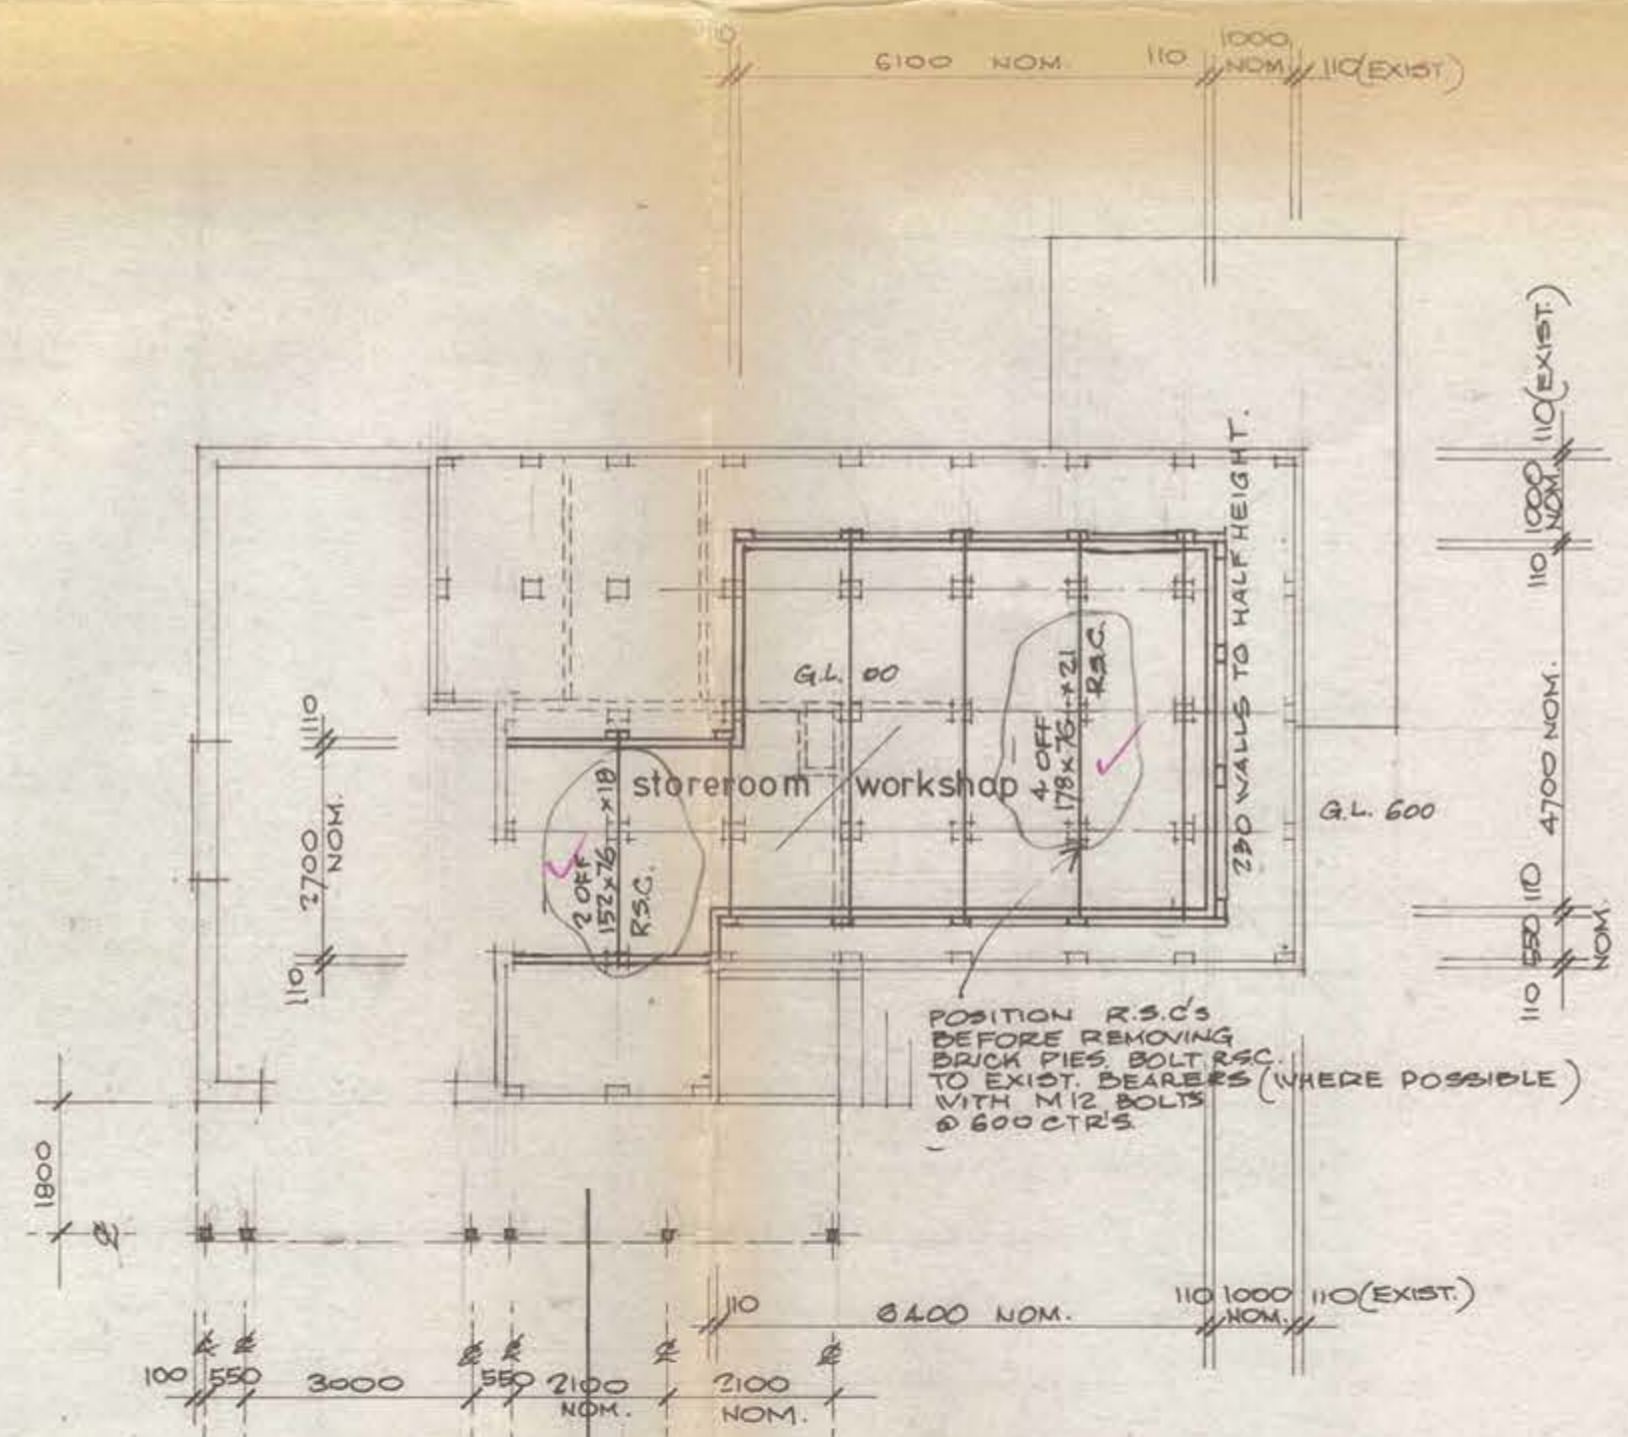 110
6100 NOM.
110
1000
NOM.
110(EXIST.)
110(EXIST.)
1000
NOM.
110
4700 NOM.
110
550
NOM.
110
230 WALLS TO HALF HEIGHT.
G.L. 00
4 OFF
178x76 x21
R.S.C.
storeroom workshop
2 OFF
152x76 x18
R.S.C.
G.L. 600
110
2700
NOM.
110
POSITION R.S.C's
BEFORE REMOVING
BRICK PIES. BOLT R.S.C.
TO EXIST. BEARERS (WHERE POSSIBLE)
WITH M12 BOLTS
@ 600 CTR'S.
1800
110
6400 NOM.
110
1000
NOM.
110(EXIST.)
100 550 3000 550 2100 2100
NOM. NOM.